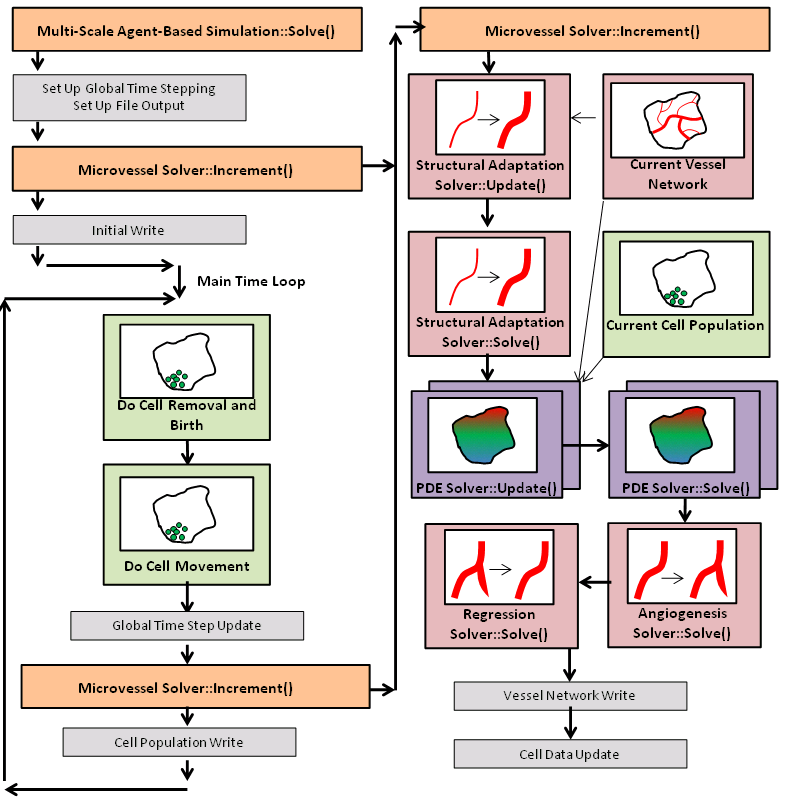 Multi-Scale Agent-Based Simulation::Solve()
Set Up Global Time Stepping
Set Up File Output
Microvessel Solver::Increment()
Initial Write
Main Time Loop
Do Cell Removal and
Birth
Do Cell Movement
Global Time Step Update
Microvessel Solver::Increment()
Cell Population Write
Microvessel Solver::Increment()
Structural Adaptation
Solver::Update()
Current Vessel
Network
Structural Adaptation
Solver::Solve()
Current Cell Population
PDE Solver::Update()
PDE Solver::Solve()
Regression
Solver::Solve()
Angiogenesis
Solver::Solve()
Vessel Network Write
Cell Data Update